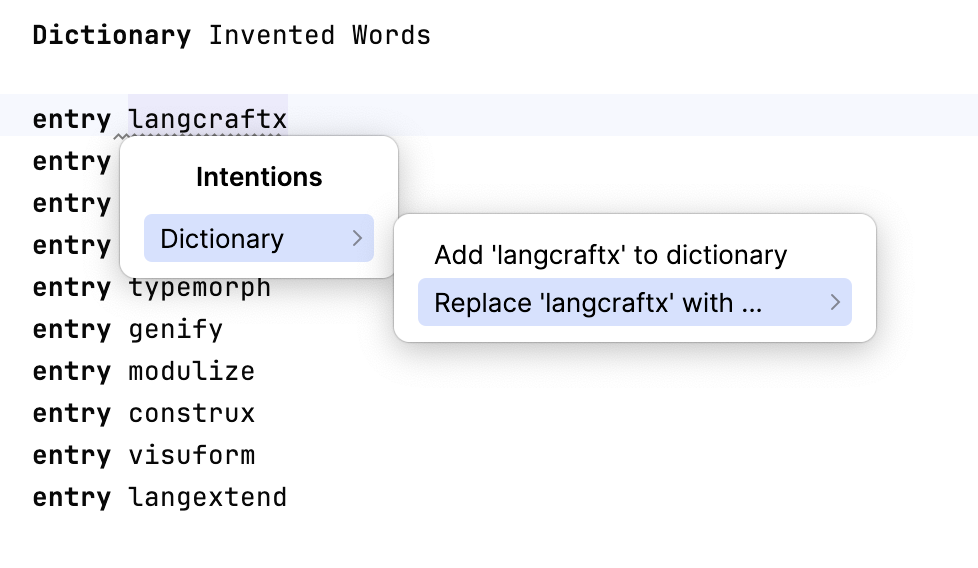 Dictionary Invented Words
entry langcraftx
entry
entry
entry
entry typemorph
entry genify
entry modulize
entry construx
entry visuform
entry langextend
Intentions
Dictionary
Add 'langcraftx' to dictionary
Replace 'langcraftx' with ...